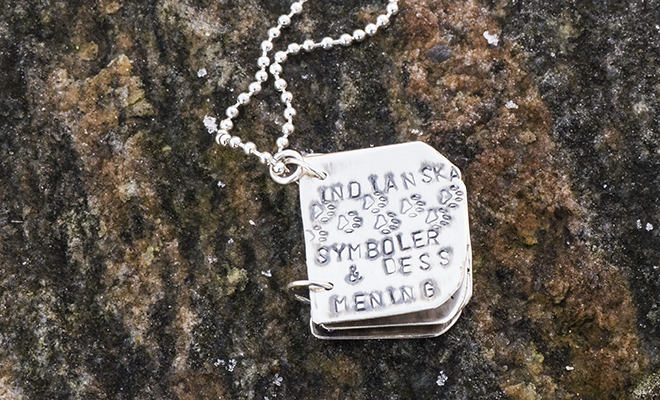 INDIANSKA
SYMBOLER
& DESS
MENING